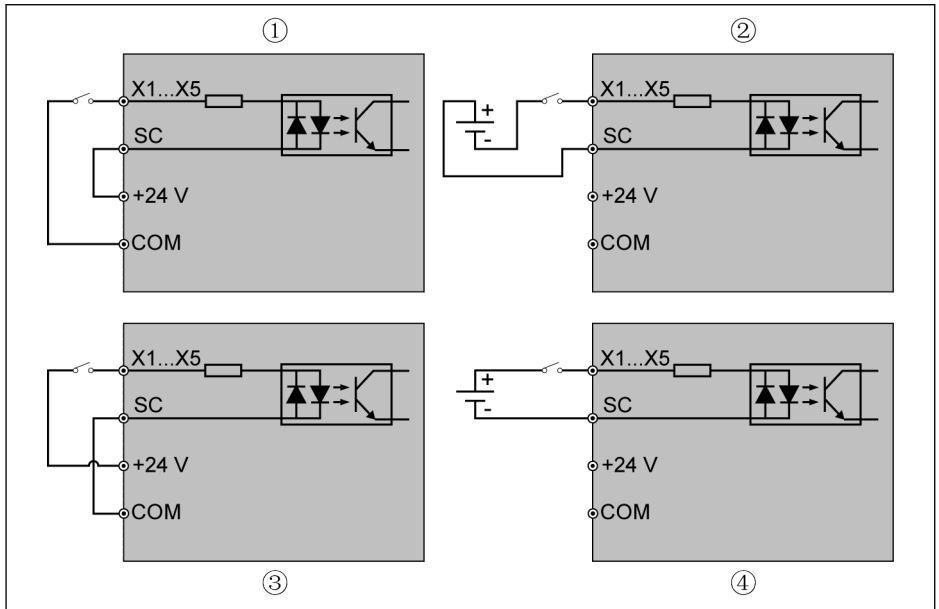 ①
X1...X5
SC
+24 V
COM
②
+
-
X1...X5
SC
+24 V
COM
X1...X5
SC
+24 V
COM
③
+
-
X1...X5
SC
+24 V
COM
④